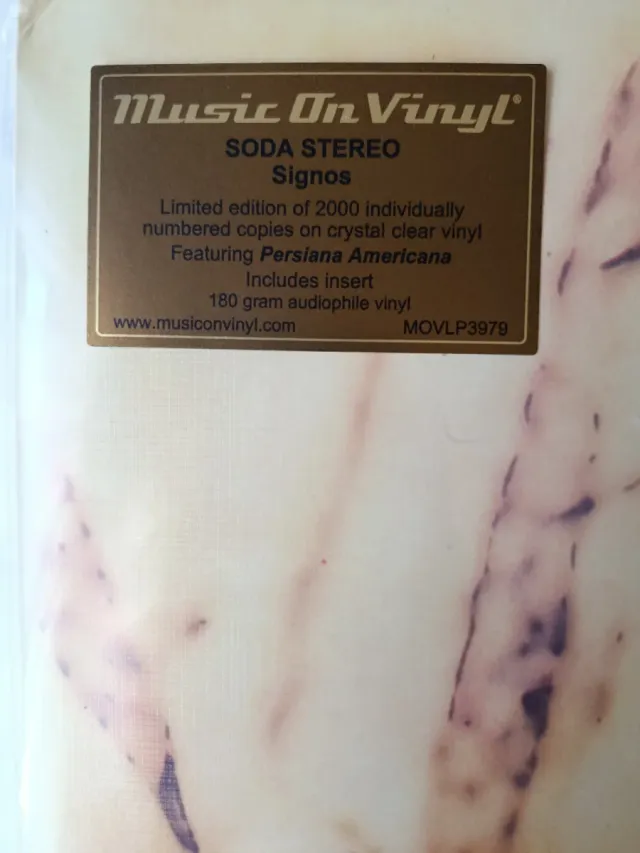 Music On Vinyl®
SODA STEREO
Signos
Limited edition of 2000 individually
numbered copies on crystal clear vinyl
Featuring Persiana Americana
Includes insert
180 gram audiophile vinyl
www.musiconvinyl.com MOVLP3979